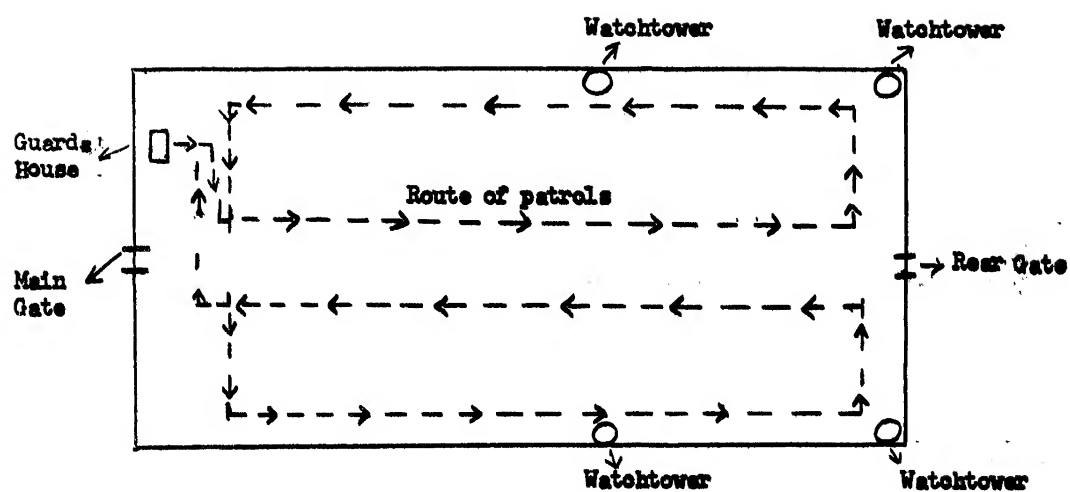 Watchtower
Watchtower
Guards
House
Route of patrols
Main
Gate
Rear Gate
Watchtower
Watchtower